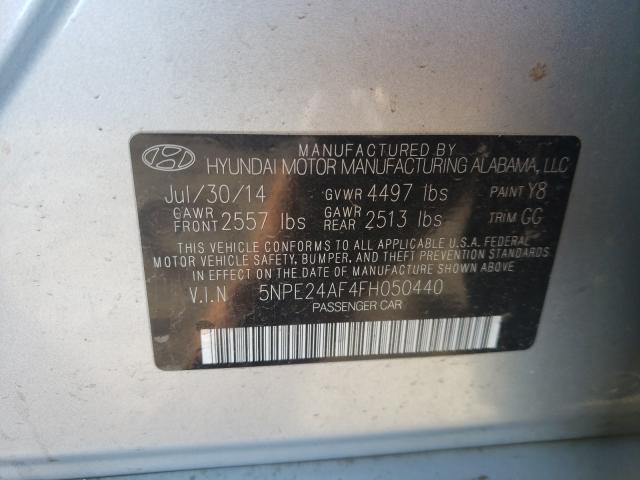 MANUFACTURED BY
HYUNDAI MOTOR MANUFACTURING ALABAMA, LLC
Jul/30/14 GVWR 4497 lbs PAINT Y8
GAWR FRONT 2557 lbs GAWR REAR 2513 lbs TRIM GG
THIS VEHICLE CONFORMS TO ALL APPLICABLE U.S.A. FEDERAL
MOTOR VEHICLE SAFETY, BUMPER, AND THEFT PREVENTION STANDARDS
IN EFFECT ON THE DATE OF MANUFACTURE SHOWN ABOVE.
V.I.N 5NPE24AF4FH050440
PASSENGER CAR